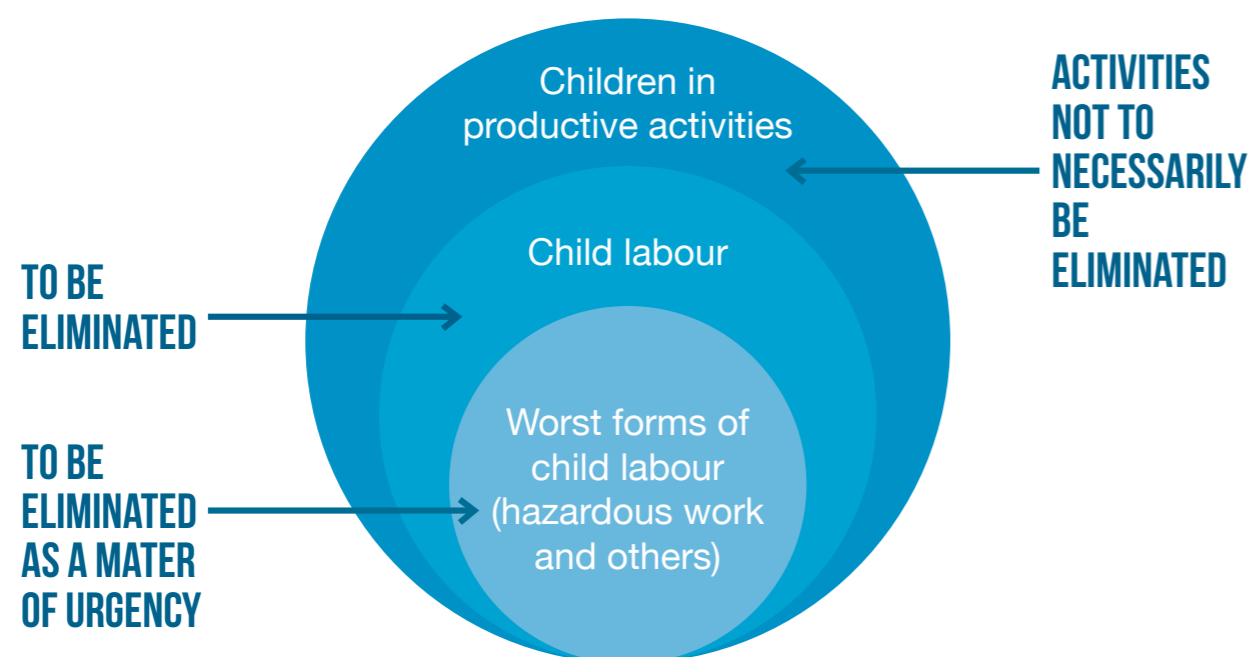 Children in
productive activities
ACTIVITIES
NOT TO
NECESSARILY
BE
ELIMINATED
Child labour
TO BE
ELIMINATED
Worst forms of
child labour
(hazardous work
and others)
TO BE
ELIMINATED
AS A MATER
OF URGENCY